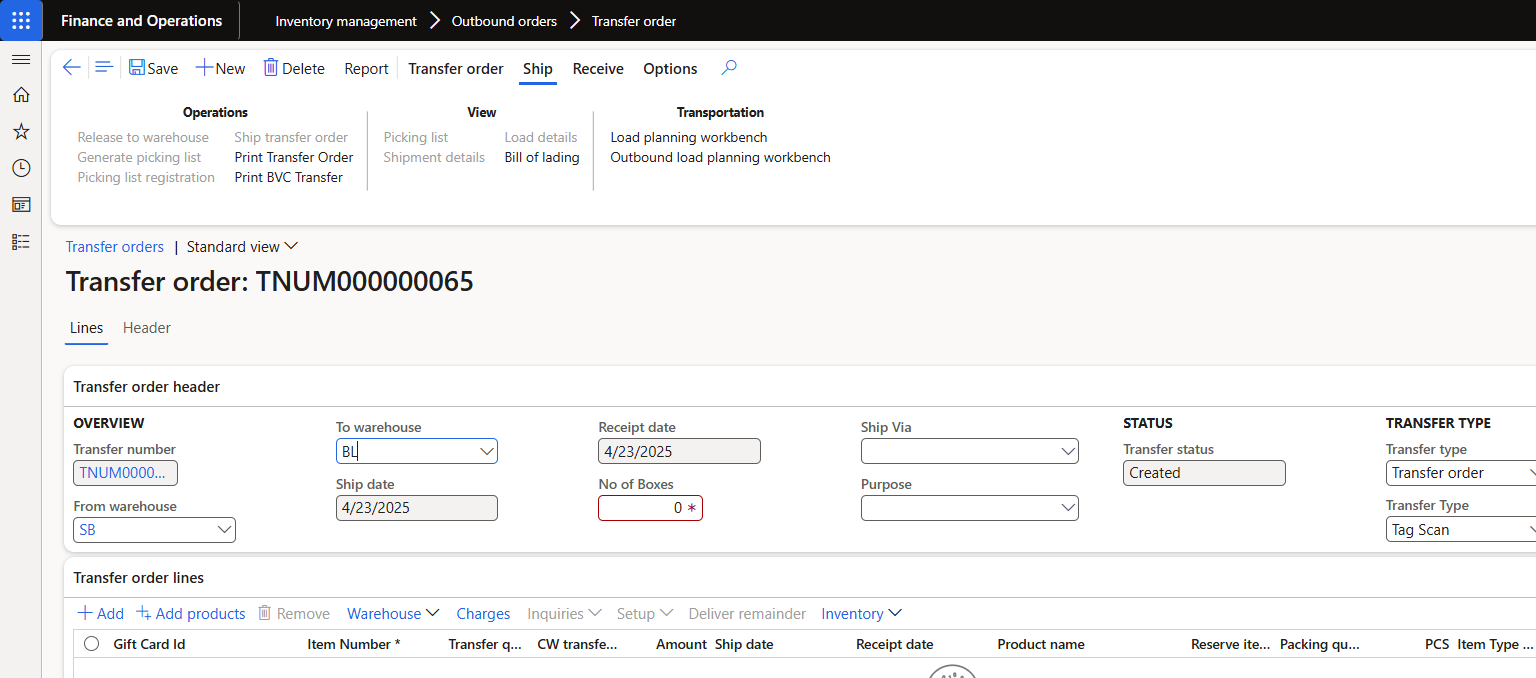 Finance and Operations
Inventory management
Outbound orders
Transfer order
Save
New
Delete
Report
Transfer order
Ship
Receive
Options
Operations
Release to warehouse
Generate picking list
Picking list registration
Ship transfer order
Print Transfer Order
Print BVC Transfer
View
Picking list
Shipment details
Load details
Bill of lading
Transportation
Load planning workbench
Outbound load planning workbench
Transfer orders | Standard view
Transfer order: TNUM000000065
Lines
Header
Transfer order header
OVERVIEW
Transfer number
TNUM0000...
From warehouse
SB
To warehouse
BL
Ship date
4/23/2025
Receipt date
4/23/2025
No of Boxes
0 *
Ship Via
Purpose
STATUS
Transfer status
Created
TRANSFER TYPE
Transfer type
Transfer order
Transfer Type
Tag Scan
Transfer order lines
Add
Add products
Remove
Warehouse
Charges
Inquiries
Setup
Deliver remainder
Inventory
Gift Card Id
Item Number *
Transfer q...
CW transfe...
Amount
Ship date
Receipt date
Product name
Reserve ite...
Packing qu...
PCS
Item Type ...